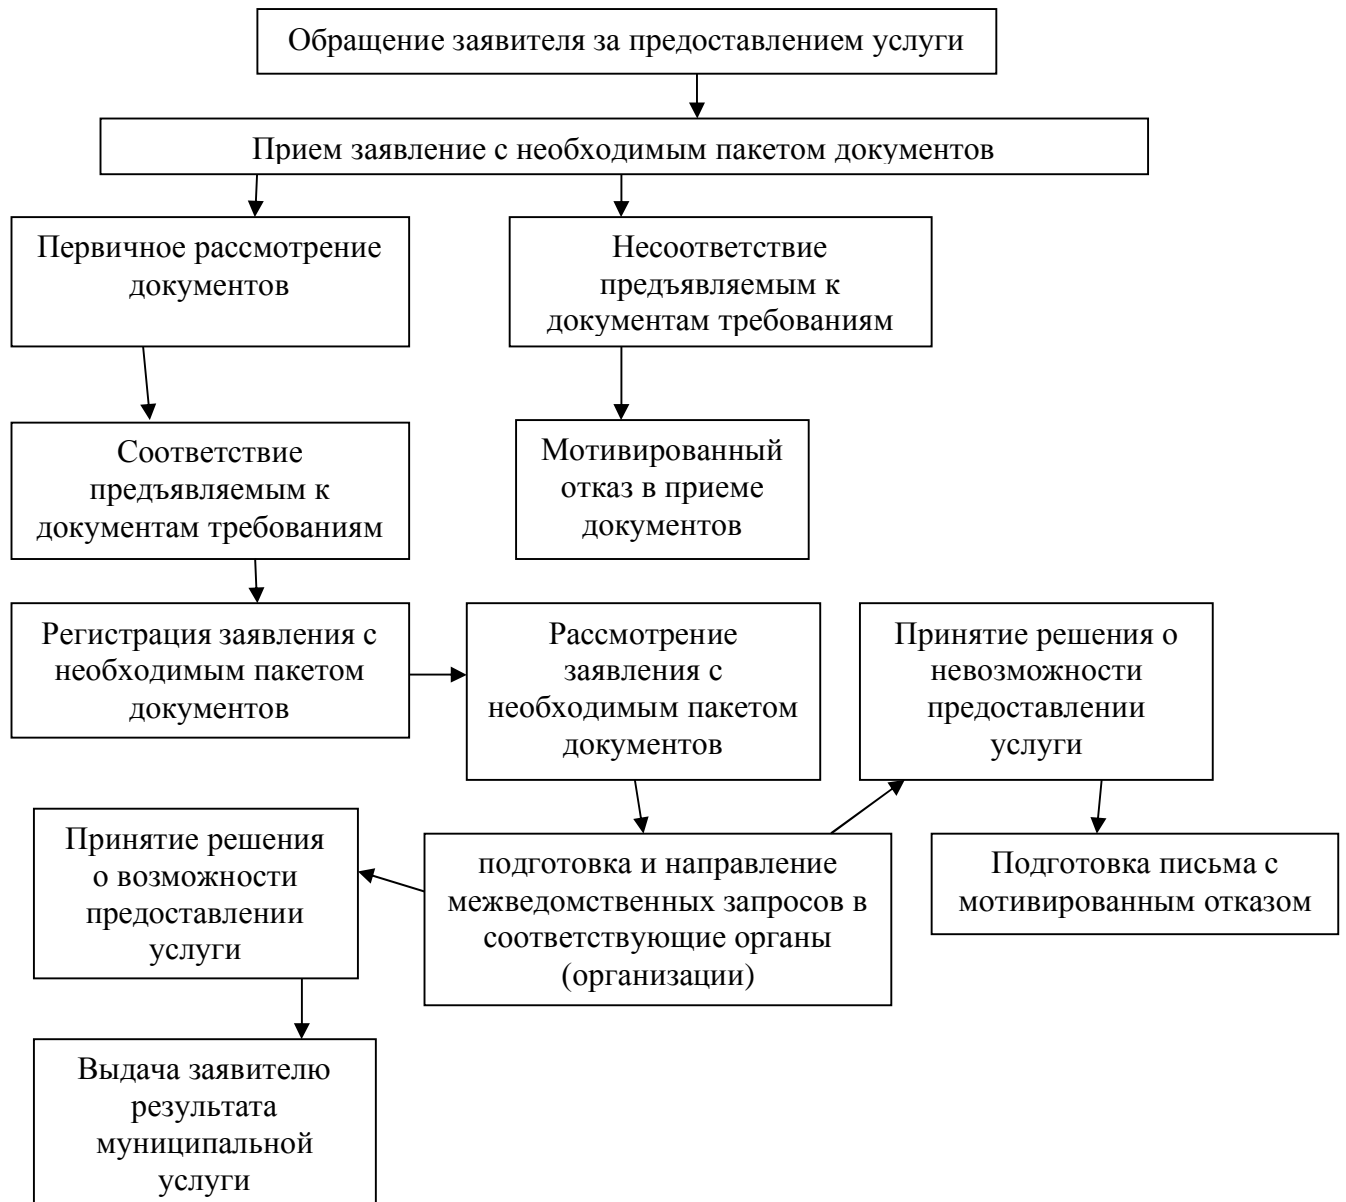 Обращение заявителя за предоставлением услуги
Прием заявление с необходимым пакетом документов
Первичное рассмотрение
документов
Несоответствие
предъявляемым к
документам требованиям
Соответствие
предъявляемым к
документам требованиям
Мотивированный
отказ в приеме
документов
Регистрация заявления с
необходимым пакетом
документов
Рассмотрение
заявления с
необходимым пакетом
документов
Принятие решения о
невозможности
предоставлении
услуги
Принятие решения
о возможности
предоставлении
услуги
подготовка и направление
межведомственных запросов в
соответствующие органы
(организации)
Подготовка письма с
мотивированным отказом
Выдача заявителю
результата
муниципальной
услуги